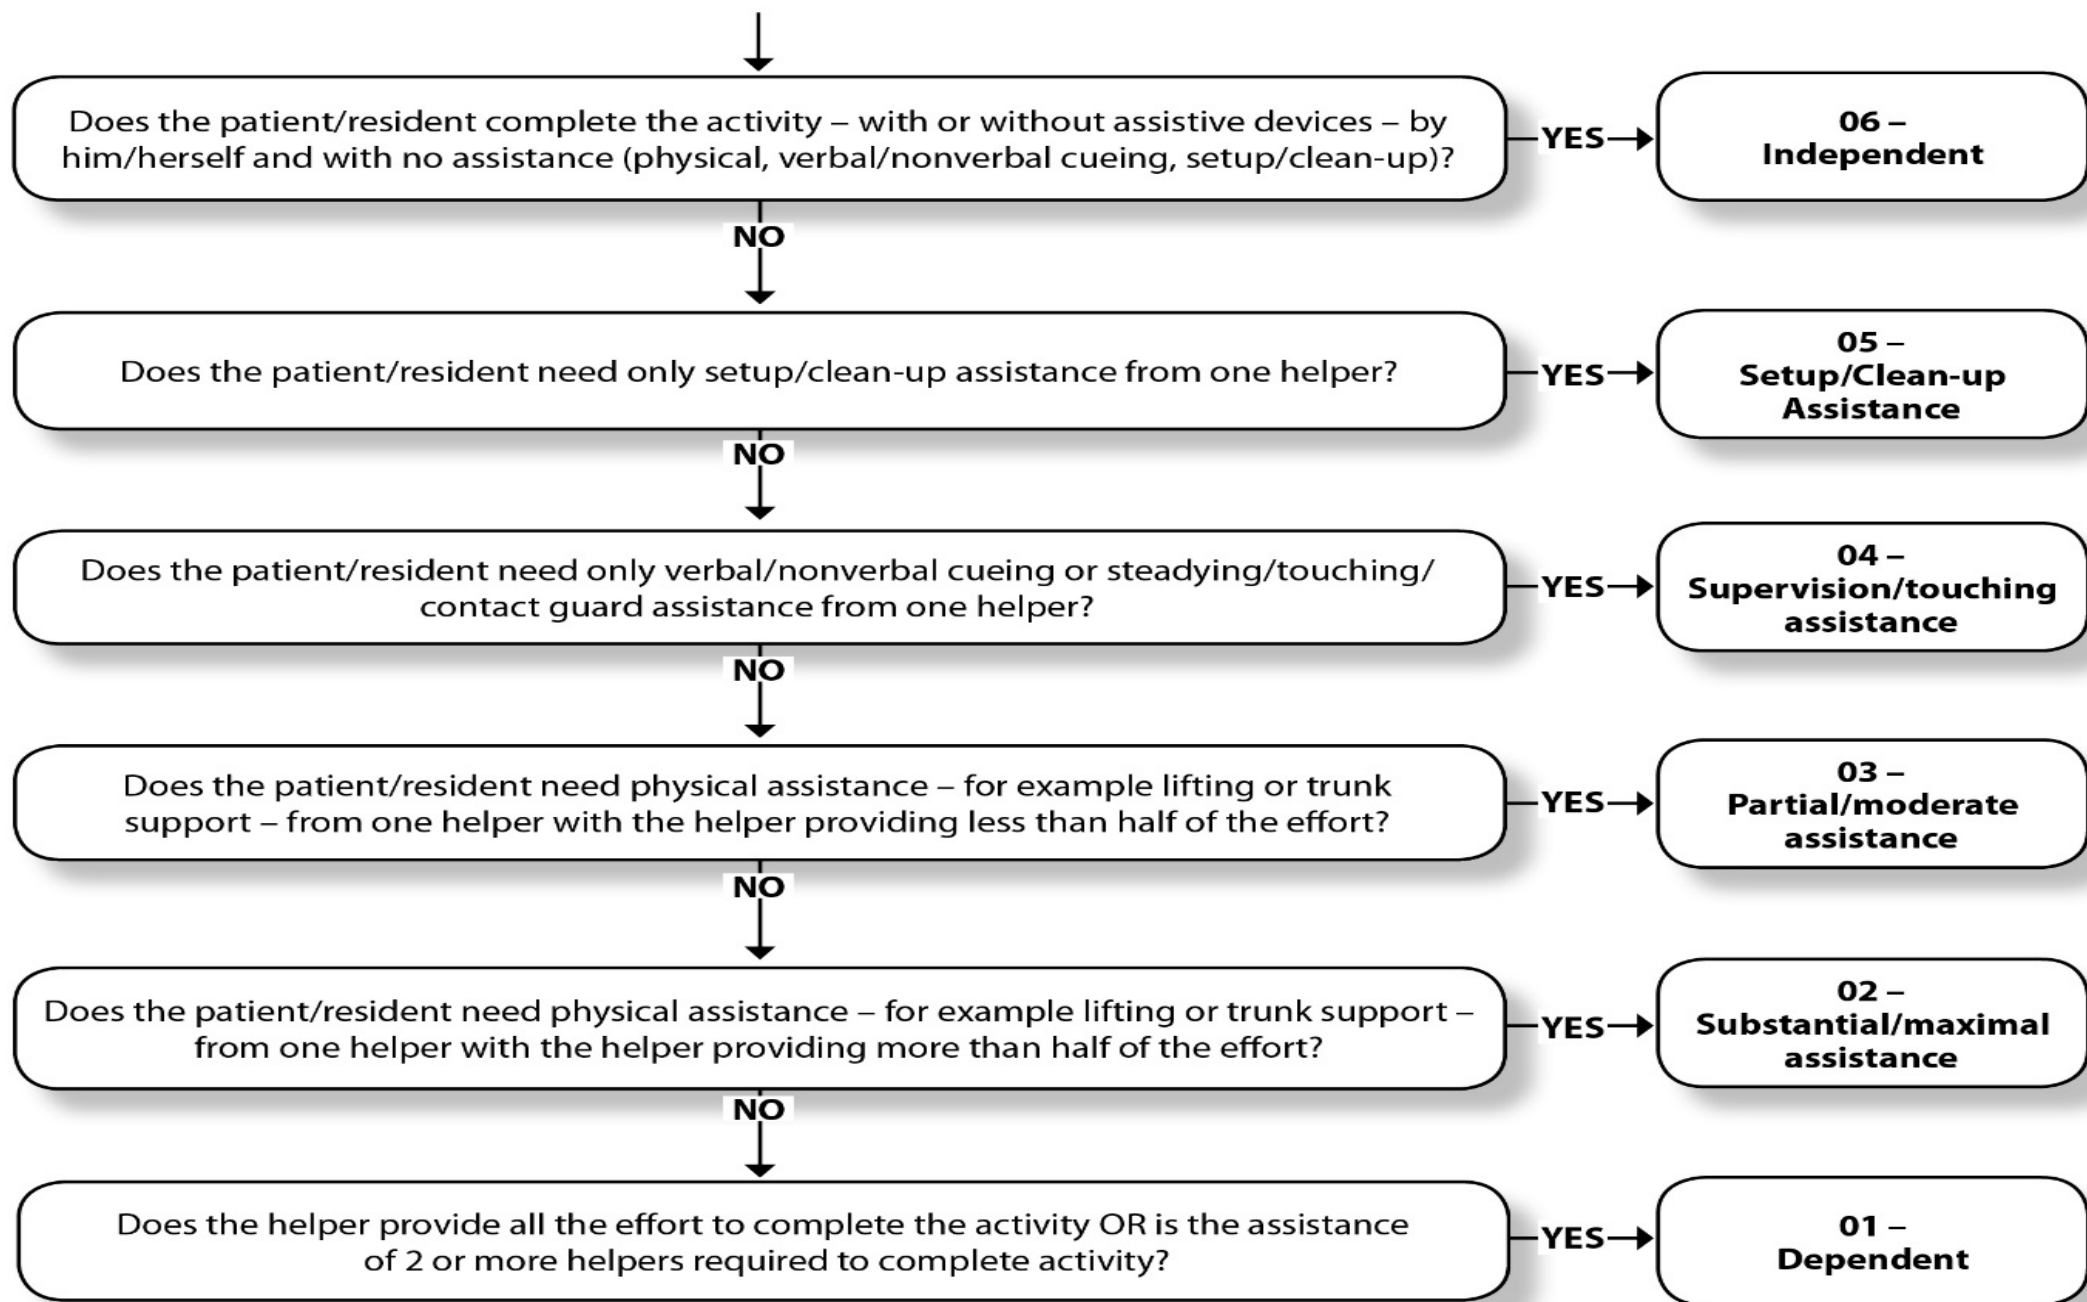 Does the patient/resident complete the activity – with or without assistive devices – by
him/herself and with no assistance (physical, verbal/nonverbal cueing, setup/clean-up)?
YES
06 –
Independent
NO
Does the patient/resident need only setup/clean-up assistance from one helper?
YES
05 –
Setup/Clean-up
Assistance
NO
Does the patient/resident need only verbal/nonverbal cueing or steadying/touching/
contact guard assistance from one helper?
YES
04 –
Supervision/touching
assistance
NO
Does the patient/resident need physical assistance – for example lifting or trunk
support – from one helper with the helper providing less than half of the effort?
YES
03 –
Partial/moderate
assistance
NO
Does the patient/resident need physical assistance – for example lifting or trunk support –
from one helper with the helper providing more than half of the effort?
YES
02 –
Substantial/maximal
assistance
NO
Does the helper provide all the effort to complete the activity OR is the assistance
of 2 or more helpers required to complete activity?
YES
01 –
Dependent